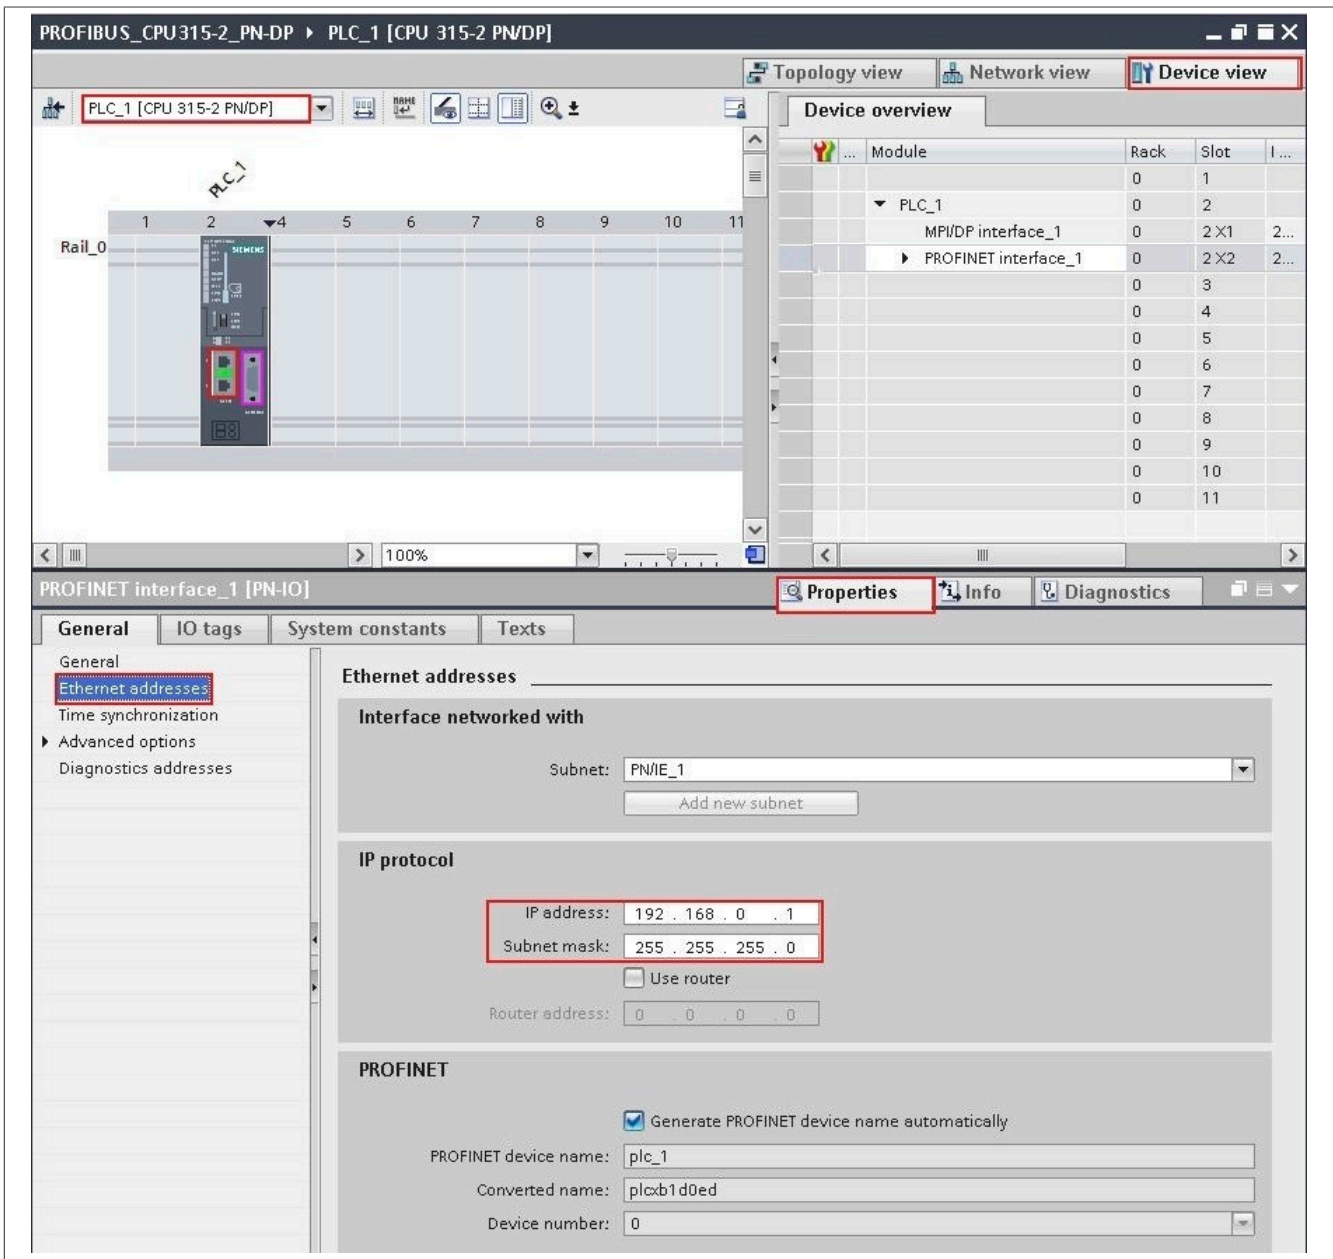 PROFIBUS_CPU315-2_PN-DP ▸ PLC_1 [CPU 315-2 PN/DP]
Topology view Network view Device view
PLC_1 [CPU 315-2 PN/DP]
Device overview
... Module Rack Slot I ...
0 1
PLC_1 0 2
MPI/DP interface_1 0 2 X1 2...
PROFINET interface_1 0 2 X2 2...
0 3
0 4
0 5
0 6
0 7
0 8
0 9
0 10
0 11
PLC_1
1 2 4 5 6 7 8 9 10 11
Rail_0
SIEMENS
100%
PROFINET interface_1 [PN-IO]
Properties Info Diagnostics
General IO tags System constants Texts
General
Ethernet addresses
Time synchronization
Advanced options
Diagnostics addresses
Ethernet addresses
Interface networked with
Subnet: PN/IE_1
Add new subnet
IP protocol
IP address: 192 . 168 . 0 . 1
Subnet mask: 255 . 255 . 255 . 0
Use router
Router address: 0 . 0 . 0 . 0
PROFINET
Generate PROFINET device name automatically
PROFINET device name: plc_1
Converted name: plcxb1d0ed
Device number: 0